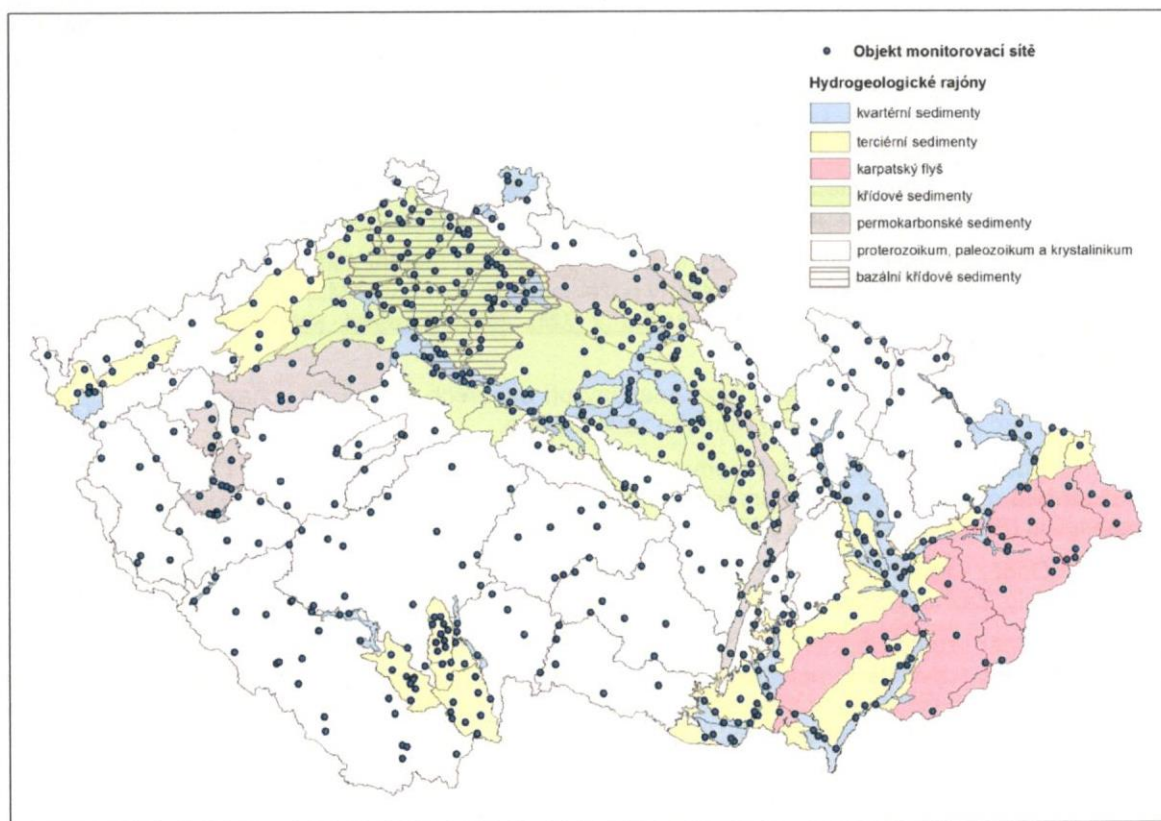 Objekt monitorovací sítě
Hydrogeologické rajóny
kvartérní sedimenty
terciérní sedimenty
karpatský flyš
křídové sedimenty
permokarbonské sedimenty
proterozoikum, paleozoikum a krystalinikum
bazální křídové sedimenty